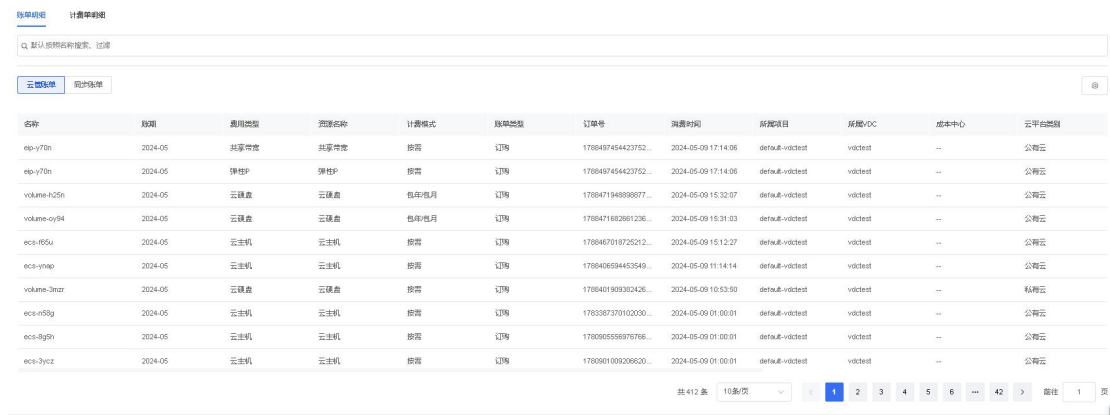 账单明细 计费单明细
默认按照名称搜索、过滤
云管账单 同步账单
名称 账期 费用类型 资源名称 计费模式 账单类型 订单号 消费时间 所属项目 所属VDC 成本中心 云平台类别
eip-y70n 2024-05 共享带宽 共享带宽 按需 订购 1788497454423752... 2024-05-09 17:14:06 default-vdctest vdctest -- 公有云
eip-y70n 2024-05 弹性IP 弹性IP 按需 订购 1788497454423752... 2024-05-09 17:14:06 default-vdctest vdctest -- 公有云
volume-h25n 2024-05 云硬盘 云硬盘 包年/包月 订购 1788471948898877... 2024-05-09 15:32:07 default-vdctest vdctest -- 公有云
volume-oy94 2024-05 云硬盘 云硬盘 包年/包月 订购 1788471682661236... 2024-05-09 15:31:03 default-vdctest vdctest -- 公有云
ecs-f65u 2024-05 云主机 云主机 按需 订购 1788467018725212... 2024-05-09 15:12:27 default-vdctest vdctest -- 公有云
ecs-ynap 2024-05 云主机 云主机 按需 订购 1788406594453549... 2024-05-09 11:14:14 default-vdctest vdctest -- 公有云
volume-3mzr 2024-05 云硬盘 云硬盘 按需 订购 1788401909382426... 2024-05-09 10:53:50 default-vdctest vdctest -- 私有云
ecs-n58g 2024-05 云主机 云主机 按需 订购 1783387370102030... 2024-05-09 01:00:01 default-vdctest vdctest -- 公有云
ecs-8g5h 2024-05 云主机 云主机 按需 订购 1780905556976766... 2024-05-09 01:00:01 default-vdctest vdctest -- 公有云
ecs-3ycz 2024-05 云主机 云主机 按需 订购 1780901009206620... 2024-05-09 01:00:01 default-vdctest vdctest -- 公有云
共 412 条 10条/页 1 2 3 4 5 6 ... 42 前往 1 页